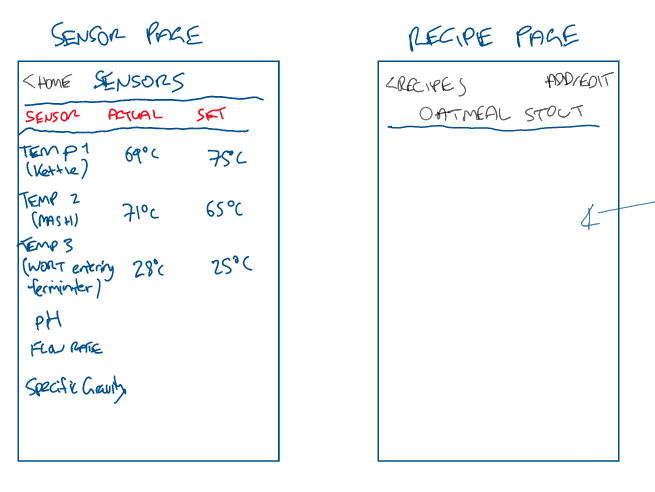 SENSOR PAGE
<HOME SENSORS
SENSOR ACTUAL SET
TEMP 1 69°C 75°C
(Kettle)
TEMP 2 71°C 65°C
(MASH)
TEMP 3
(WORT entering 28°C 25°C
ferminter)
pH
FLOW RATE
Specific Gravity
RECIPE PAGE
<RECIPES ADD/EDIT
OATMEAL STOUT